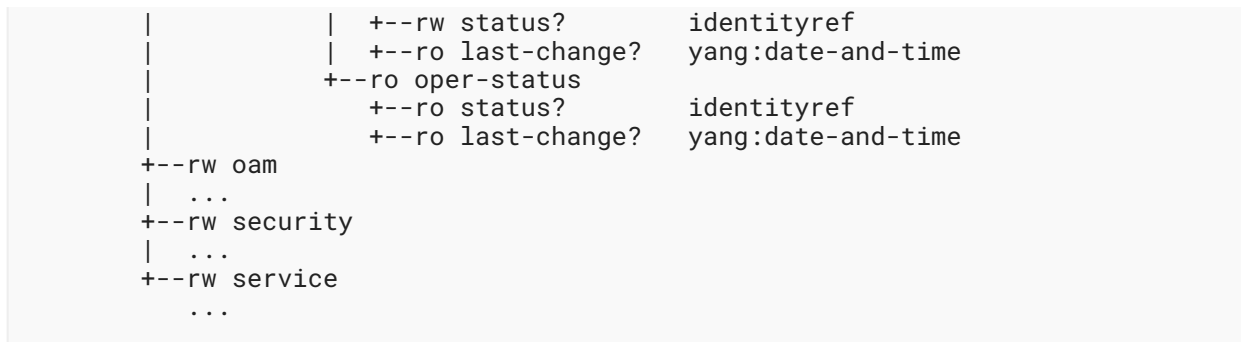 |           |  +--rw status?        identityref
|           |  +--ro last-change?   yang:date-and-time
|           +--ro oper-status
|              +--ro status?        identityref
|              +--ro last-change?   yang:date-and-time
+--rw oam
|  ...
+--rw security
|  ...
+--rw service
   ...